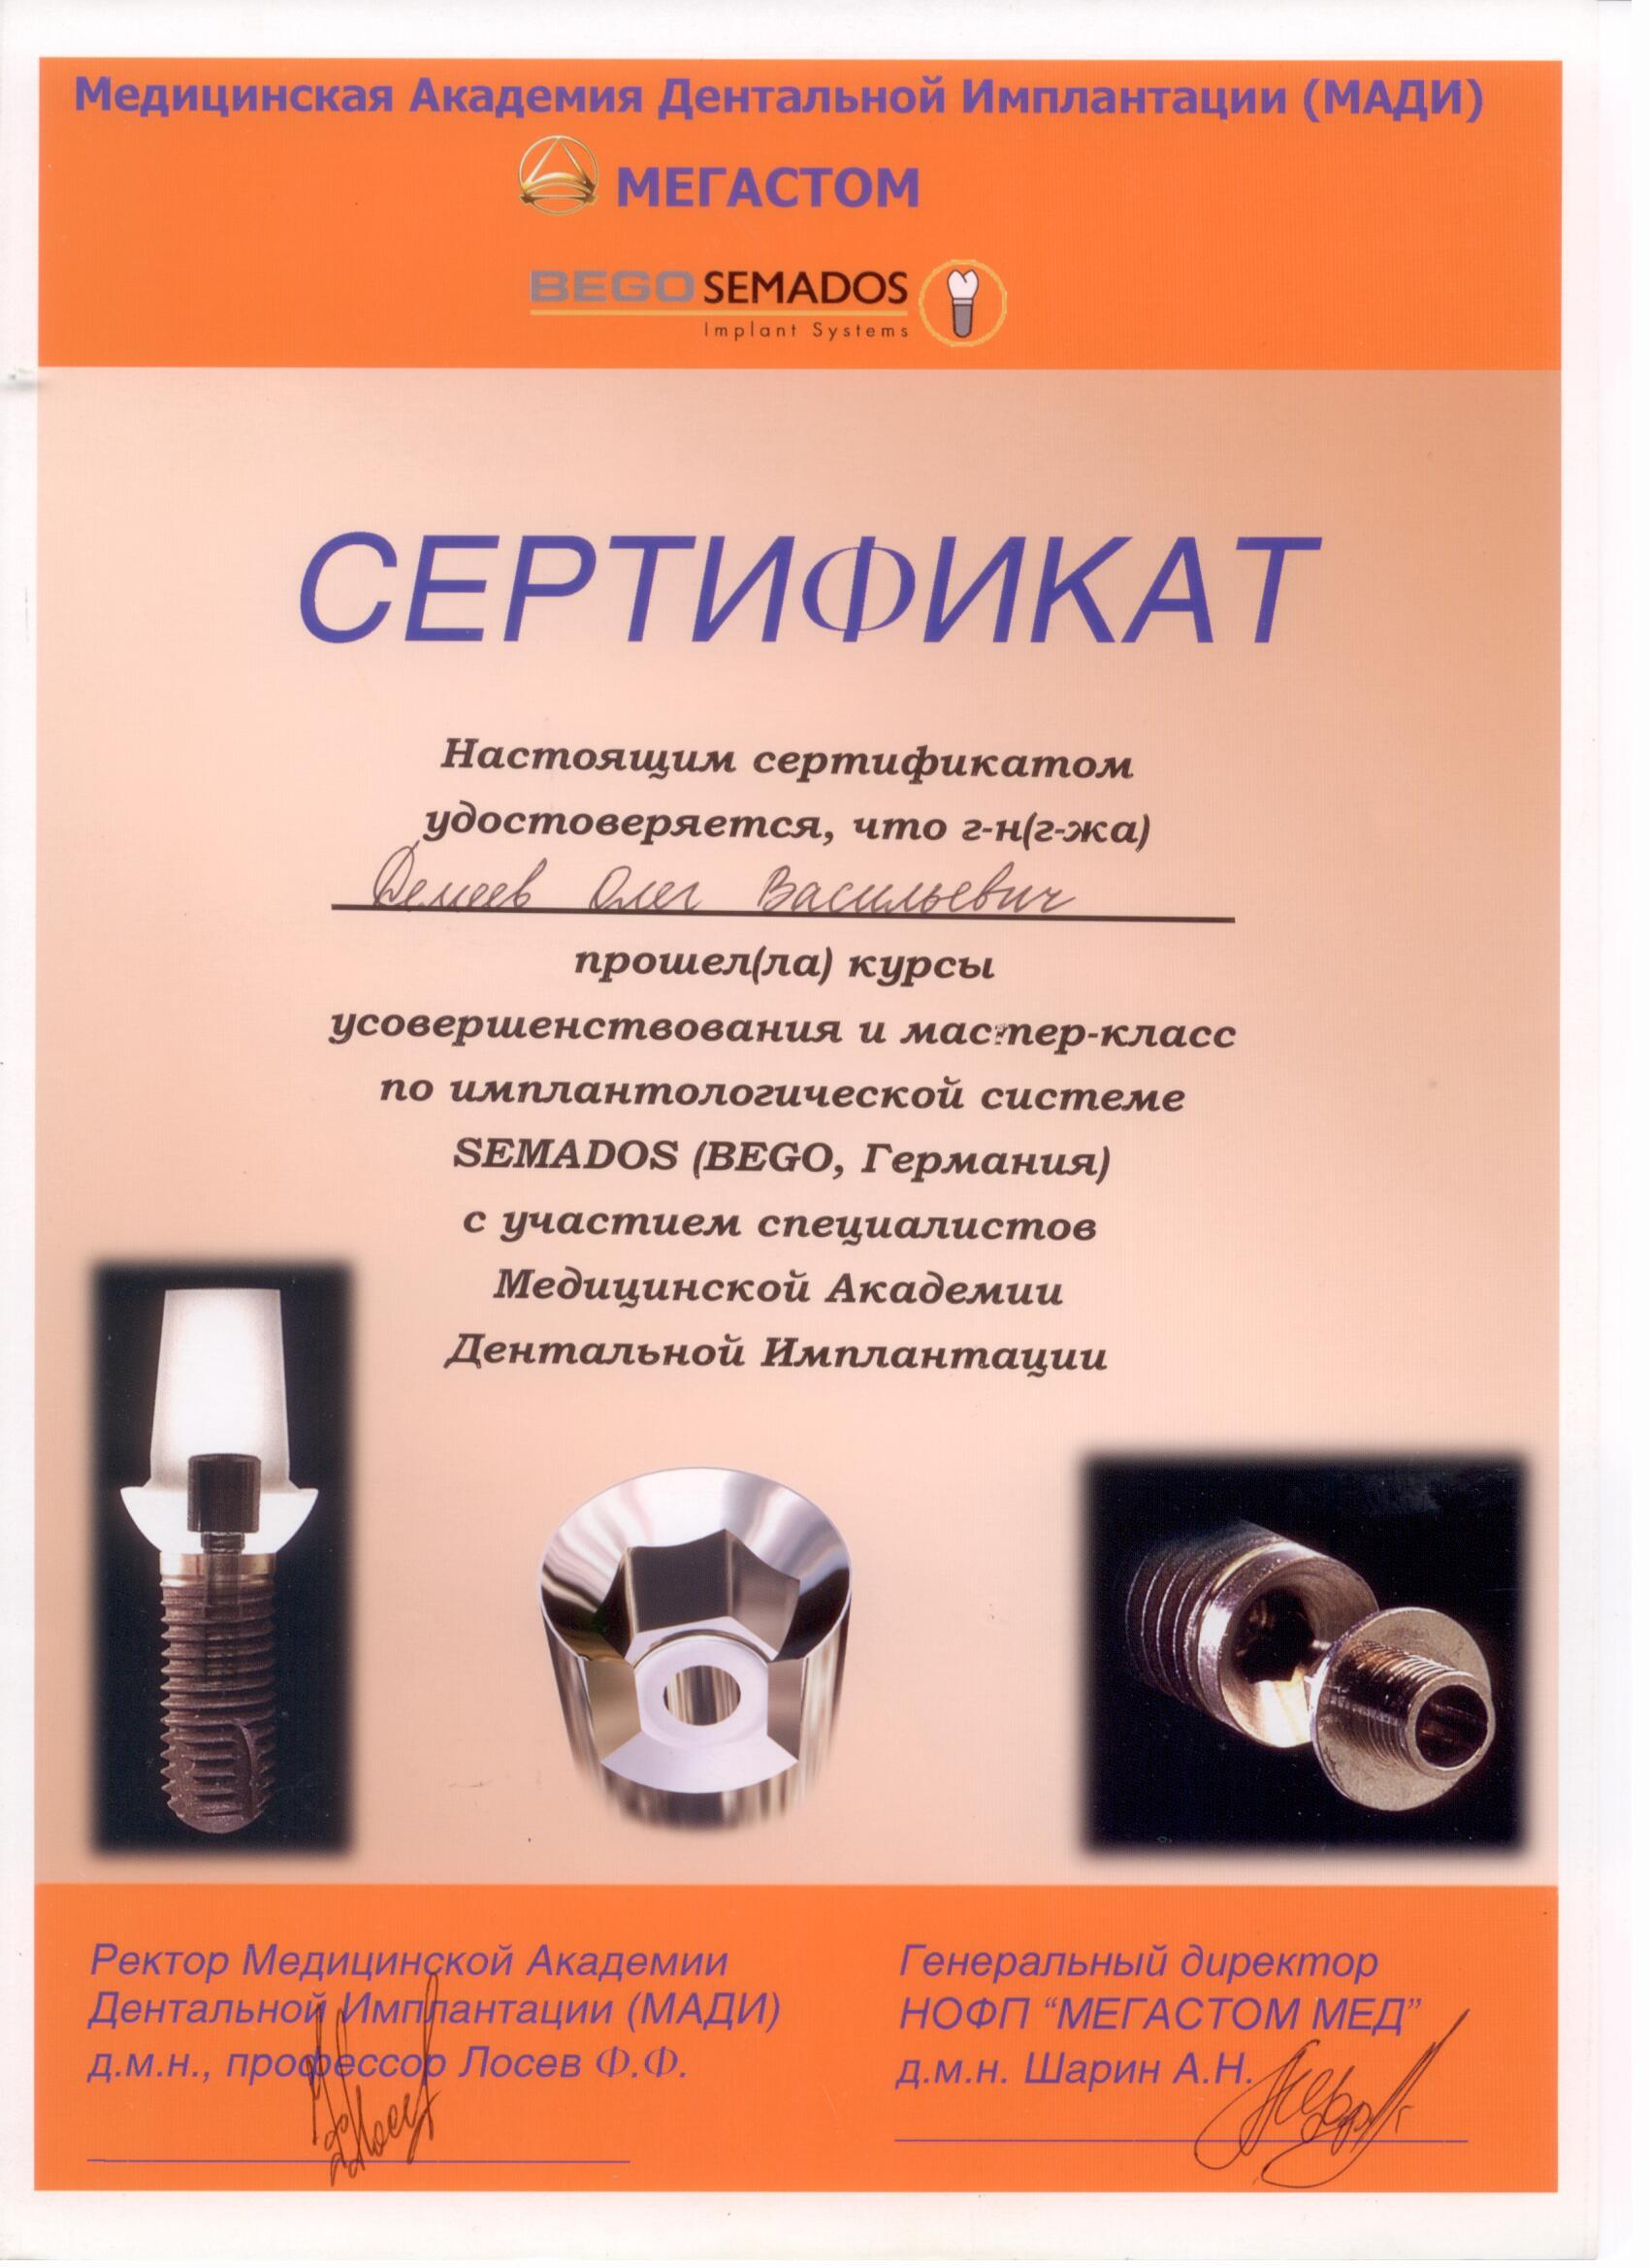 Медицинская Академия Дентальной Имплантации (МАДИ)
МЕГАСТОМ
BEGO SEMADOS
Implant Systems
СЕРТИФИКАТ
Настоящим сертификатом
удостоверяется, что г-н(г-жа)
Олег Васильевич
прошел(ла) курсы
усовершенствования и мастер-класс
по имплантологической системе
SEMADOS (BEGO, Германия)
с участием специалистов
Медицинской Академии
Дентальной Имплантации
Ректор Медицинской Академии
Дентальной Имплантации (МАДИ)
д.м.н., профессор Лосев Ф.Ф.
Генеральный директор
НОФП “МЕГАСТОМ МЕД”
д.м.н. Шарин А.Н.